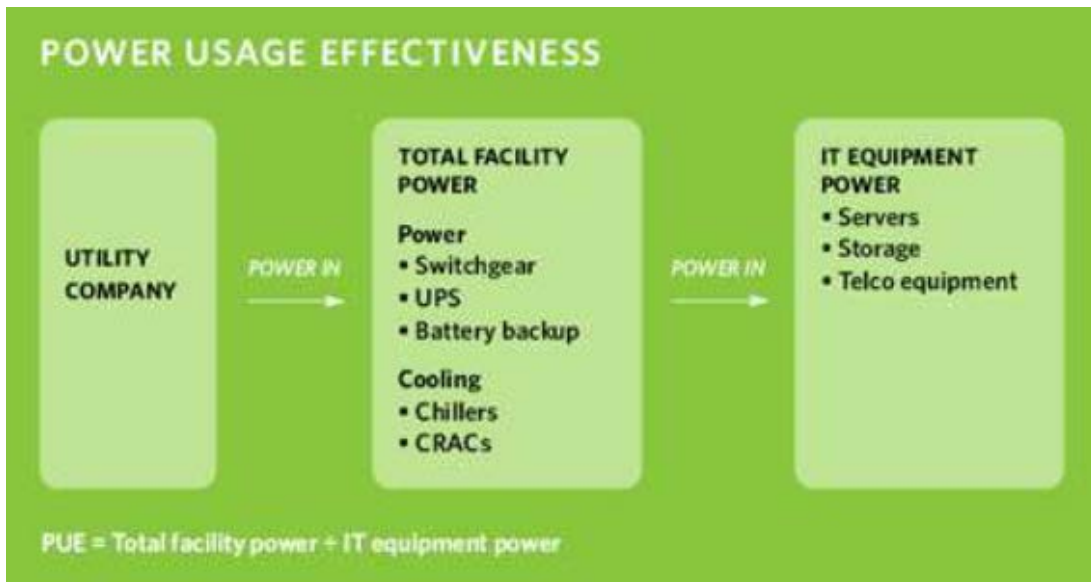 POWER USAGE EFFECTIVENESS
UTILITY
COMPANY
POWER IN
TOTAL FACILITY
POWER
Power
▪ Switchgear
▪ UPS
▪ Battery backup
Cooling
▪ Chillers
▪ CRACs
POWER IN
IT EQUIPMENT
POWER
▪ Servers
▪ Storage
▪ Telco equipment
PUE = Total facility power ÷ IT equipment power